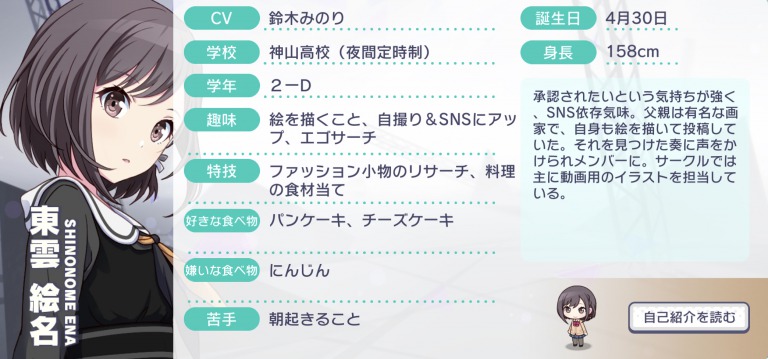 CV 鈴木みのり
学校 神山高校（夜間定時制）
学年 2ーD
趣味 絵を描くこと、自撮り＆SNSにアッ
プ、エゴサーチ
特技 ファッション小物のリサーチ、料理
の食材当て
好きな食べ物 パンケーキ、チーズケーキ
嫌いな食べ物 にんじん
苦手 朝起きること
誕生日 4月30日
身長 158cm
承認されたいという気持ちが強く
、SNS依存気味。父親は有名な画
家で、自身も絵を描いて投稿して
いた。それを見つけた奏に声をか
けられメンバーに。サークルでは
主に動画用のイラストを担当して
いる。
東雲 絵名
SHINONOME ENA
自己紹介を読む